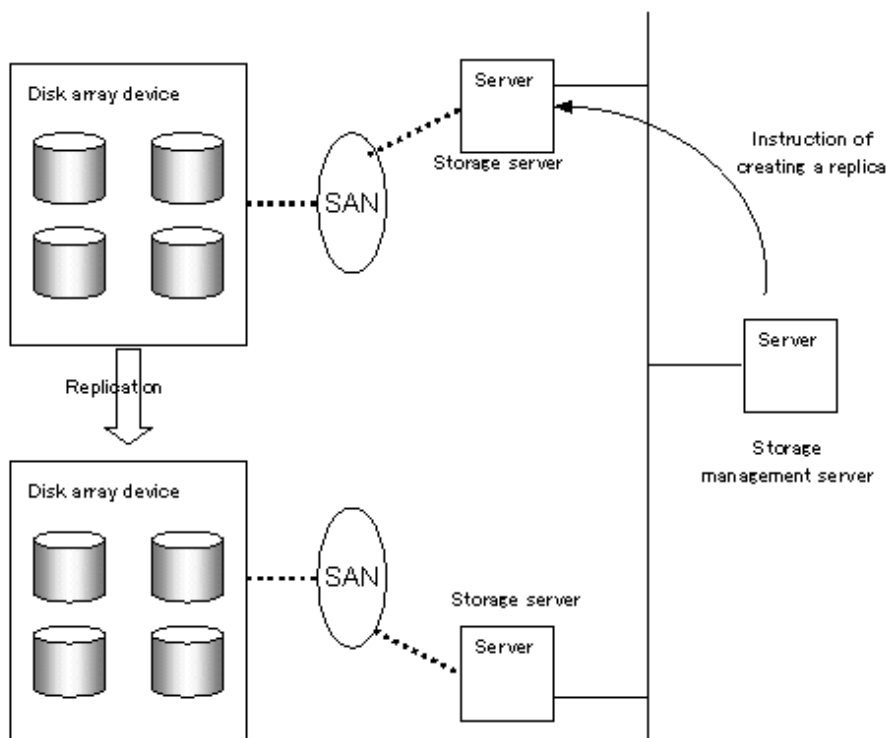 Disk array device
SAN
Server
Storage server
Instruction of
creating a replica
Server
Storage
management server
Replication
Disk array device
SAN
Storage server
Server